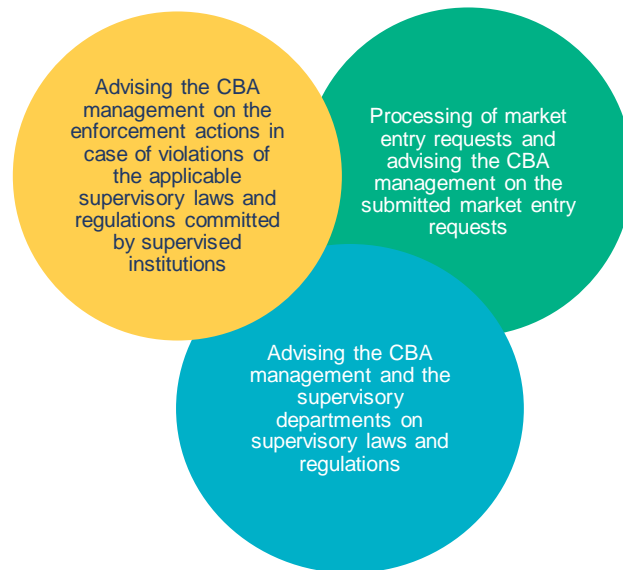 Advising the CBA
management on the
enforcement actions in
case of violations of
the applicable
supervisory laws and
regulations committed
by supervised
institutions
Processing of market
entry requests and
advising the CBA
management on the
submitted market entry
requests
Advising the CBA
management and the
supervisory
departments on
supervisory laws and
regulations